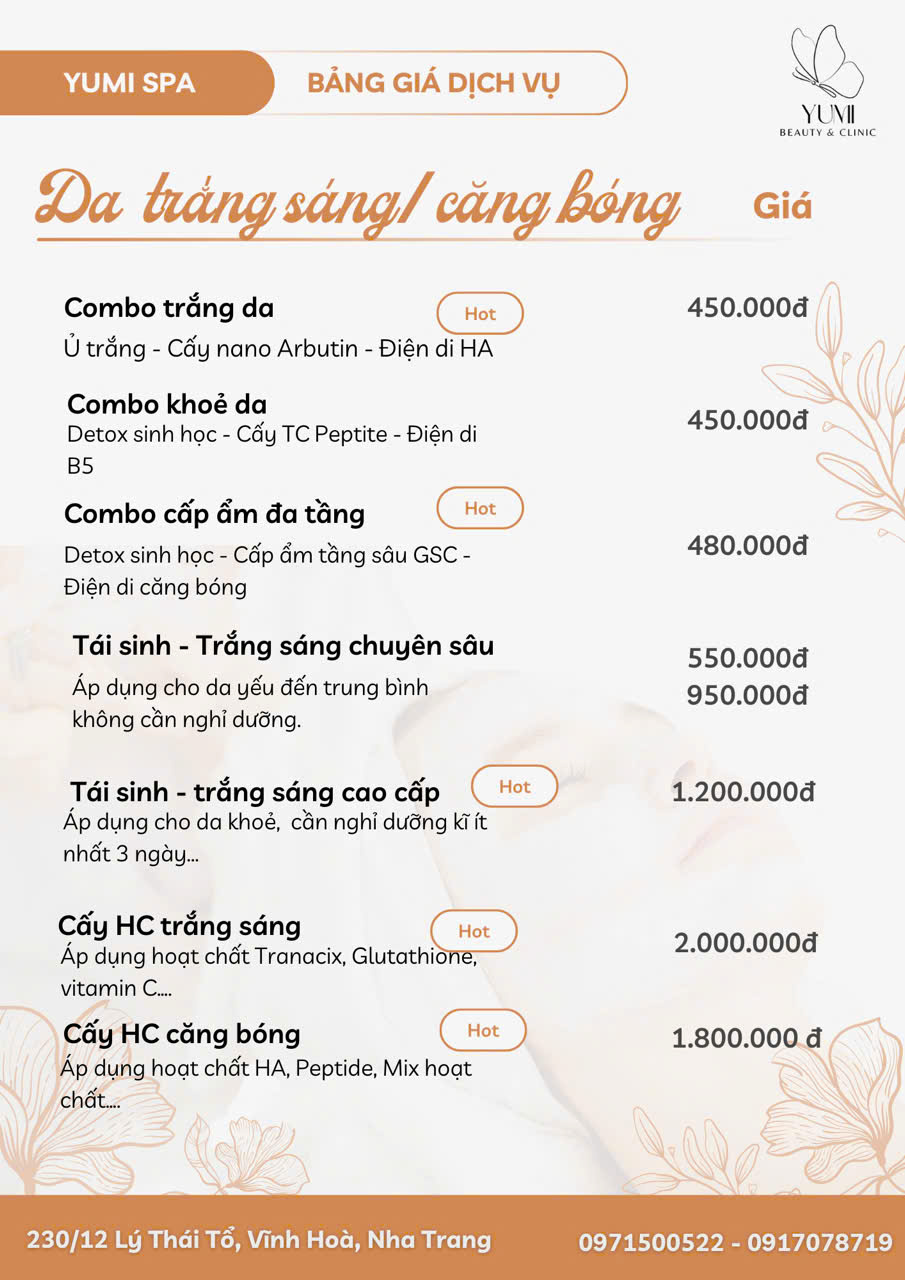 YUMI SPA
BẢNG GIÁ DỊCH VỤ
YUMI
BEAUTY & CLINIC
Da trắng sáng/ căng bóng
Giá
Combo trắng da
Hot
450.000đ
Ủ trắng - Cấy nano Arbutin - Điện di HA
Combo khoẻ da
450.000đ
Detox sinh học - Cấy TC Peptite - Điện di
B5
Combo cấp ẩm đa tầng
Hot
480.000đ
Detox sinh học - Cấp ẩm tầng sâu GSC -
Điện di căng bóng
Tái sinh - Trắng sáng chuyên sâu
550.000đ
950.000đ
Áp dụng cho da yếu đến trung bình
không cần nghỉ dưỡng.
Tái sinh - trắng sáng cao cấp
Hot
1.200.000đ
Áp dụng cho da khoẻ, cần nghỉ dưỡng kĩ ít
nhất 3 ngày...
Cấy HC trắng sáng
Hot
2.000.000đ
Áp dụng hoạt chất Tranacix, Glutathione,
vitamin C....
Cấy HC căng bóng
Hot
1.800.000 đ
Áp dụng hoạt chất HA, Peptide, Mix hoạt
chất....
230/12 Lý Thái Tổ, Vĩnh Hoà, Nha Trang
0971500522 - 0917078719